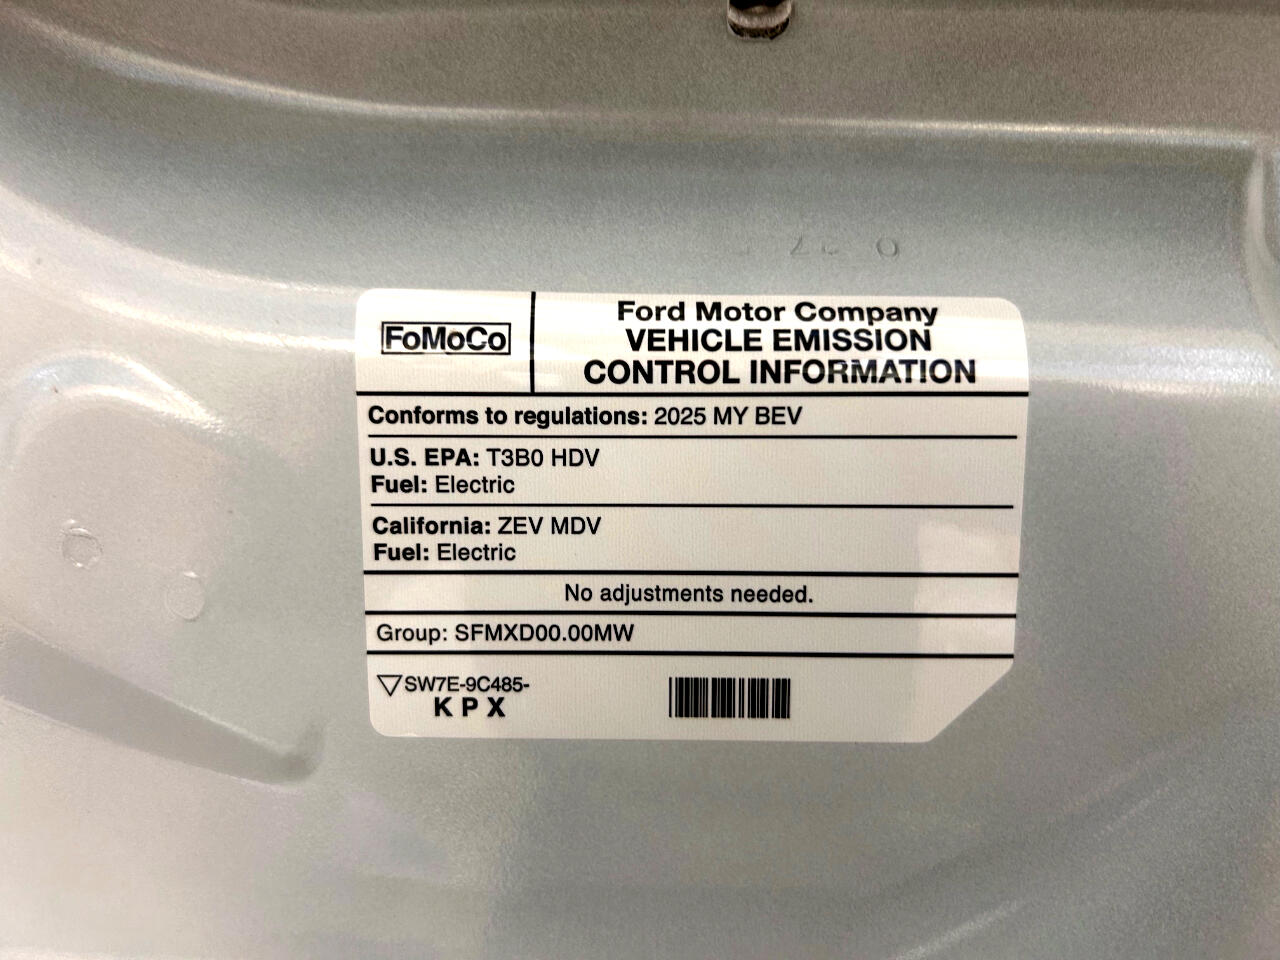 FoMoCo
Ford Motor Company
VEHICLE EMISSION
CONTROL INFORMATION
Conforms to regulations: 2025 MY BEV
U.S. EPA: T3B0 HDV
Fuel: Electric
California: ZEV MDV
Fuel: Electric
No adjustments needed.
Group: SFMXD00.00MW
SW7E-9C485-
K P X